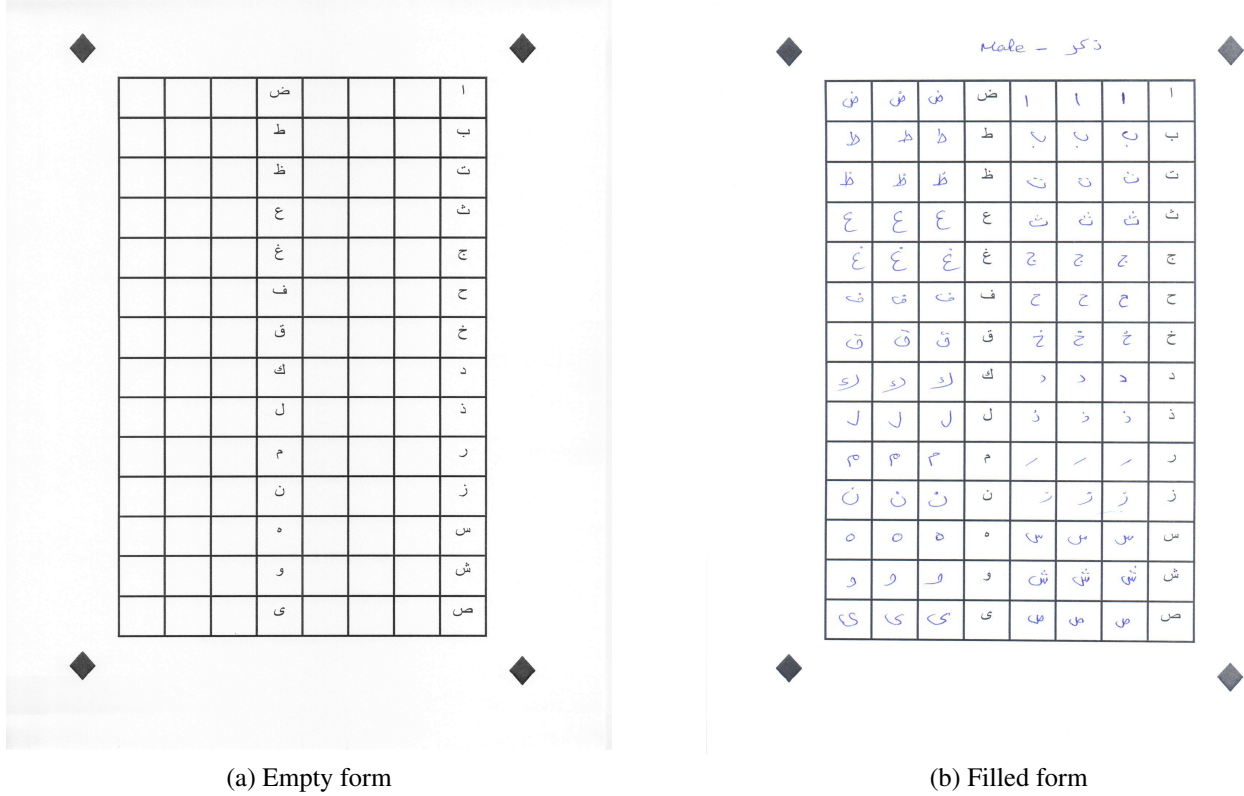 ا ض
ب ط
ت ظ
ث ع
ج غ
ح ف
خ ق
د ك
ذ ل
ر م
ز ن
س ه
ش و
ص ى
(a) Empty form
Male - ذكر
ا ا ا ا ض ض ض ض
ب ب ب ب ط ط ط ط
ت ت ت ت ظ ظ ظ ظ
ث ث ث ث ع ع ع ع
ج ج ج ج غ غ غ غ
ح ح ح ح ف ف ف ف
خ خ خ خ ق ق ق ق
د د د د ك ك ك ك
ذ ذ ذ ذ ل ل ل ل
ر ر ر ر م م م م
ز ز ز ز ن ن ن ن
س س س س ه ه ه ه
ش ش ش ش و و و و
ص ص ص ص ى ى ى ى
(b) Filled form